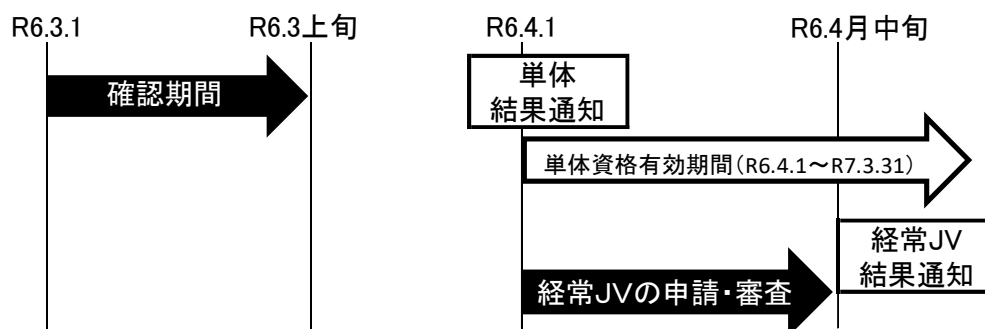 R6.3.1
R6.3上旬
R6.4.1
R6.4月中旬
確認期間
単体
結果通知
単体資格有効期間(R6.4.1～R7.3.31)
経常JV
結果通知
経常JVの申請・審査